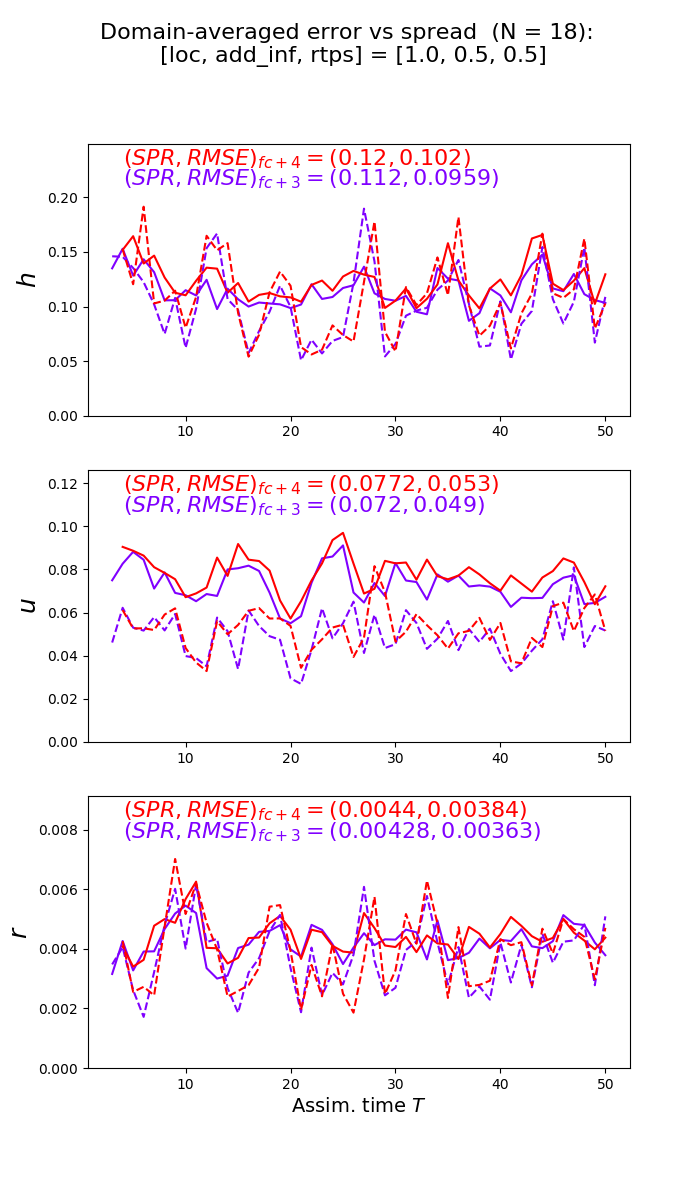 Domain-averaged error vs spread (N = 18):
[loc, add_inf, rtps] = [1.0, 0.5, 0.5]
(SPR, RMSE)fc+4 = (0.12, 0.102)
(SPR, RMSE)fc+3 = (0.112, 0.0959)
0.20
0.15
0.10
0.05
0.00
h
10 20 30 40 50
(SPR, RMSE)fc+4 = (0.0772, 0.053)
(SPR, RMSE)fc+3 = (0.072, 0.049)
0.12
0.10
0.08
0.06
0.04
0.02
0.00
u
10 20 30 40 50
(SPR, RMSE)fc+4 = (0.0044, 0.00384)
(SPR, RMSE)fc+3 = (0.00428, 0.00363)
0.008
0.006
0.004
0.002
0.000
r
10 20 30 40 50
Assim. time T